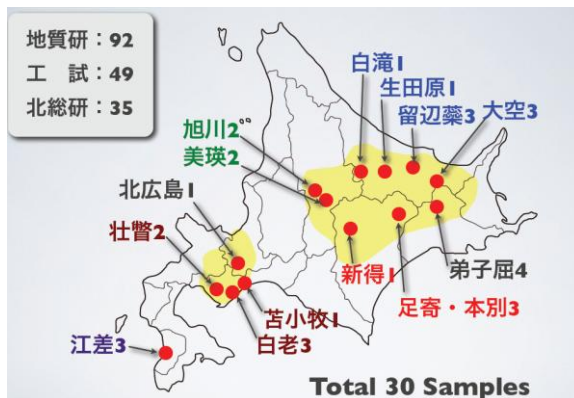 地質研：92
工　試：49
北総研：35
白滝1
生田原1
留辺蘂3
大空3
旭川2
美瑛2
北広島1
壮瞥2
新得1
弟子屈4
足寄・本別3
苫小牧1
白老3
江差3
Total 30 Samples